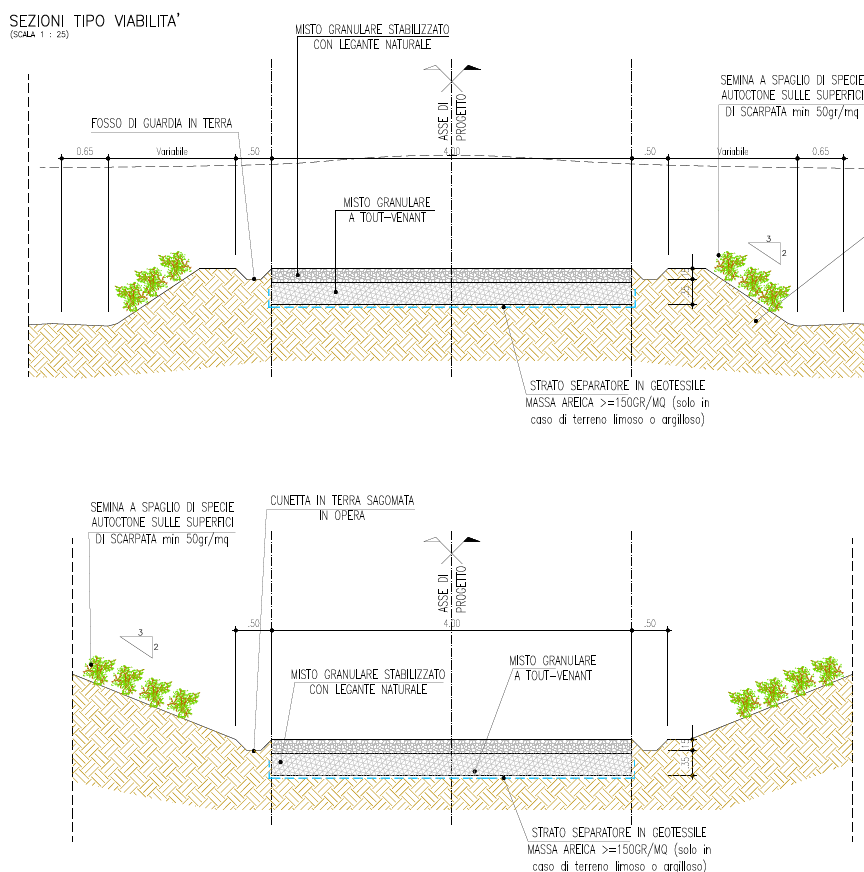 SEZIONI TIPO VIABILITA'
(SCALA 1 : 25)
MISTO GRANULARE STABILIZZATO
CON LEGANTE NATURALE
ASSE DI
PROGETTO
SEMINA A SPAGLIO DI SPECIE
AUTOCTONE SULLE SUPERFICI
DI SCARPATA min 50gr/mq
FOSSO DI GUARDIA IN TERRA
0.65
Variabile
.50
4.00
.50
Variabile
0.65
MISTO GRANULARE
A TOUT-VENANT
3
2
.15
.35
STRATO SEPARATORE IN GEOTESSILE
MASSA AREICA >=150GR/MQ (solo in
caso di terreno limoso o argilloso)
SEMINA A SPAGLIO DI SPECIE
AUTOCTONE SULLE SUPERFICI
DI SCARPATA min 50gr/mq
CUNETTA IN TERRA SAGOMATA
IN OPERA
ASSE DI
PROGETTO
.50
4.00
.50
3
2
MISTO GRANULARE STABILIZZATO
CON LEGANTE NATURALE
MISTO GRANULARE
A TOUT-VENANT
.15
.35
STRATO SEPARATORE IN GEOTESSILE
MASSA AREICA >=150GR/MQ (solo in
caso di terreno limoso o argilloso)